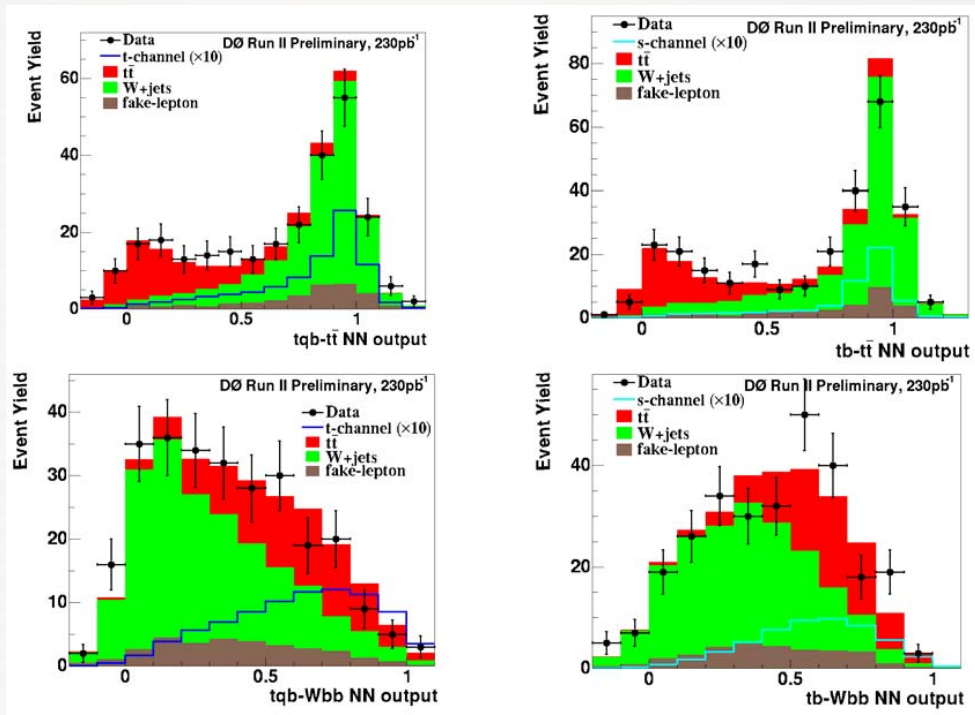 DØ Run II Preliminary, 230pb⁻¹
Event Yield
Data
t-channel (×10)
tt̄
W+jets
fake-lepton
60
40
20
0
0
0.5
1
tqb-tt̄ NN output
DØ Run II Preliminary, 230pb⁻¹
Event Yield
Data
s-channel (×10)
tt̄
W+jets
fake-lepton
80
60
40
20
0
0
0.5
1
tb-tt̄ NN output
DØ Run II Preliminary, 230pb⁻¹
Event Yield
Data
t-channel (×10)
tt̄
W+jets
fake-lepton
40
30
20
10
0
0
0.5
1
tqb-Wbb NN output
DØ Run II Preliminary, 230pb⁻¹
Event Yield
Data
s-channel (×10)
tt̄
W+jets
fake-lepton
40
20
0
0
0.5
1
tb-Wbb NN output